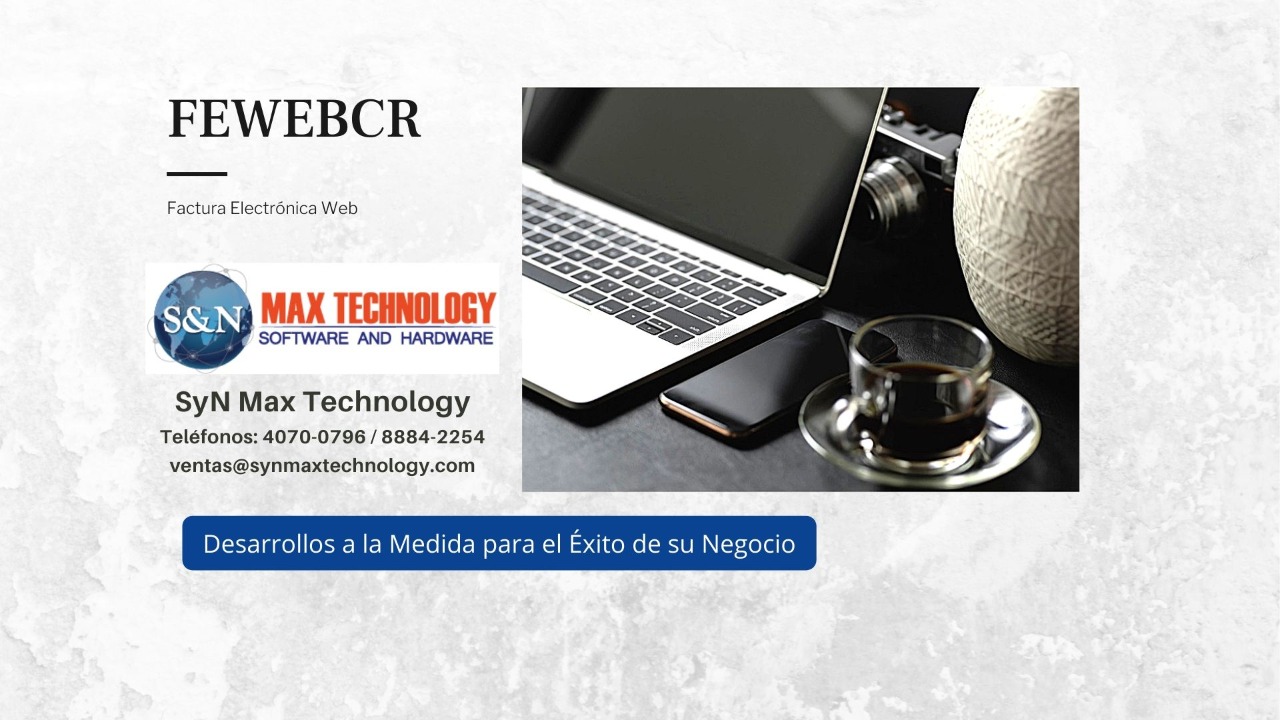 FEWEBCR
Factura Electrónica Web
S&N
MAX TECHNOLOGY
SOFTWARE AND HARDWARE
SyN Max Technology
Teléfonos: 4070-0796 / 8884-2254
ventas@synmaxtechnology.com
Desarrollos a la Medida para el Éxito de su Negocio